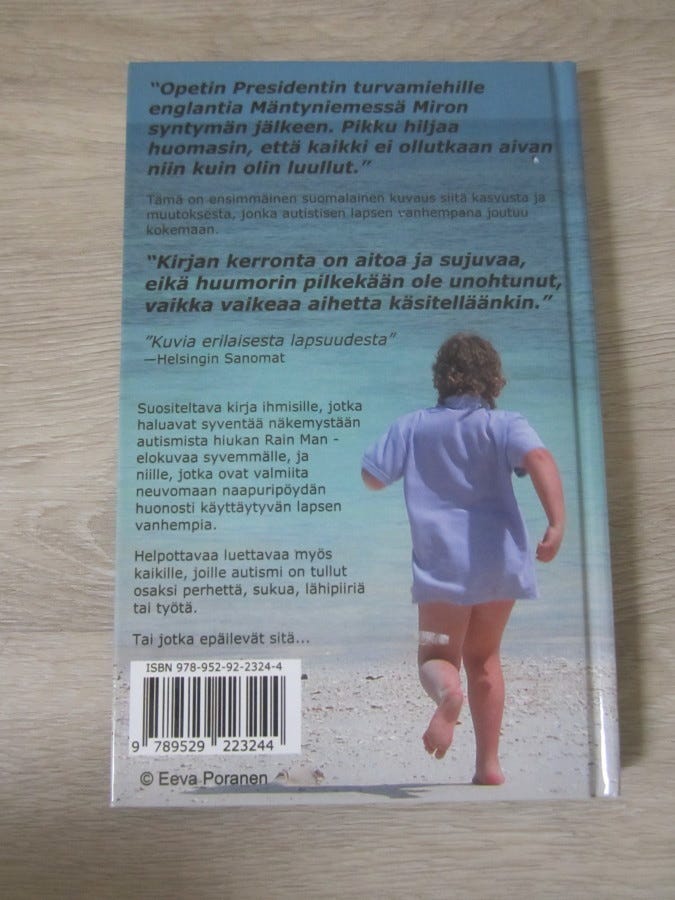 “Opetin Presidentin turvamiehille
englantia Mäntyniemessä Miron
syntymän jälkeen. Pikku hiljaa
huomasin, että kaikki ei ollutkaan aivan
niin kuin olin luullut.”
Tämä on ensimmäinen suomalainen kuvaus siitä kasvusta ja
muutoksesta, jonka autistisen lapsen vanhempana joutuu
kokemaan.
“Kirjan kerronta on aitoa ja sujuvaa,
eikä huumorin pilkekään ole unohtunut,
vaikka vaikeaa aihetta käsitelläänkin.”
”Kuvia erilaisesta lapsuudesta”
—Helsingin Sanomat
Suositeltava kirja ihmisille, jotka
haluavat syventää näkemystään
autismista hiukan Rain Man -
elokuvaa syvemmälle, ja
niille, jotka ovat valmiita
neuvomaan naapuripöydän
huonosti käyttäytyvän lapsen
vanhempia.
Helpottavaa luettavaa myös
kaikille, joille autismi on tullut
osaksi perhettä, sukua, lähipiiriä
tai työtä.
Tai jotka epäilevät sitä...
ISBN 978-952-92-2324-4
9 789529 223244
© Eeva Poranen